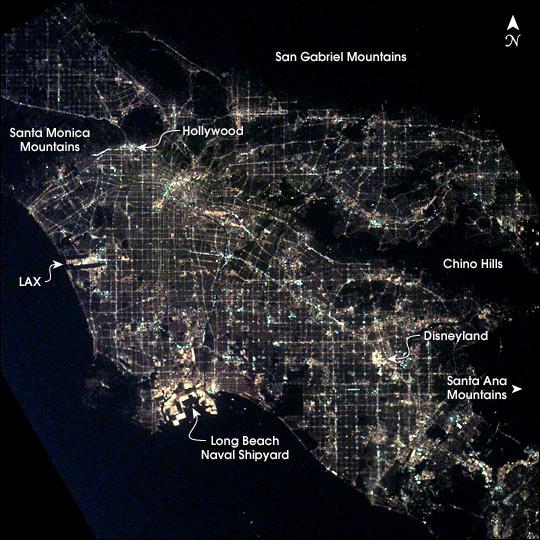 N
San Gabriel Mountains
Santa Monica
Mountains
Hollywood
LAX
Chino Hills
Disneyland
Santa Ana
Mountains
Long Beach
Naval Shipyard